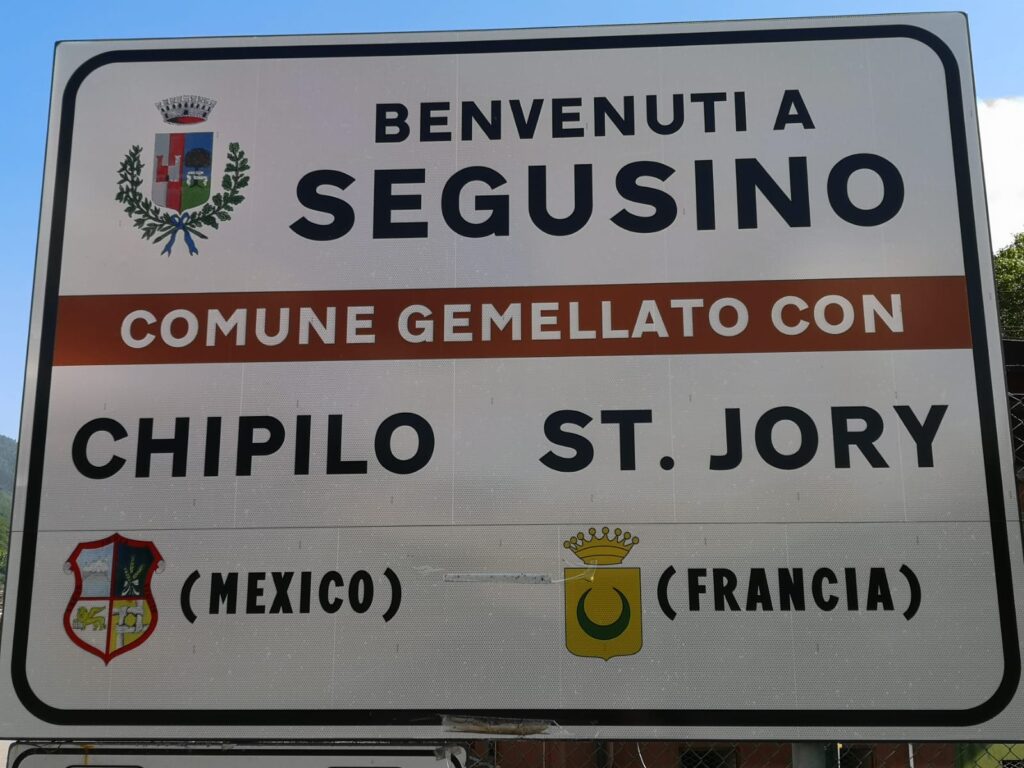 BENVENUTI A
SEGUSINO
COMUNE GEMELLATO CON
CHIPILO ST. JORY
(MEXICO) (FRANCIA)